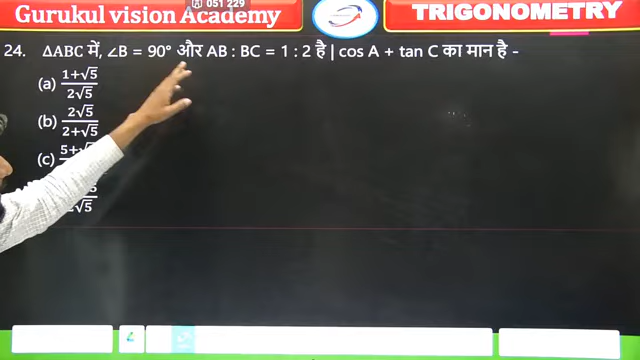 Gurukul vision Academy
051 229
TRIGONOMETRY
24. ΔABC में, ∠B = 90° और AB : BC = 1 : 2 है | cos A + tan C का मान है -
(a) (1+√5)/(2√5)
(b) (2√5)/(2+√5)
(c)